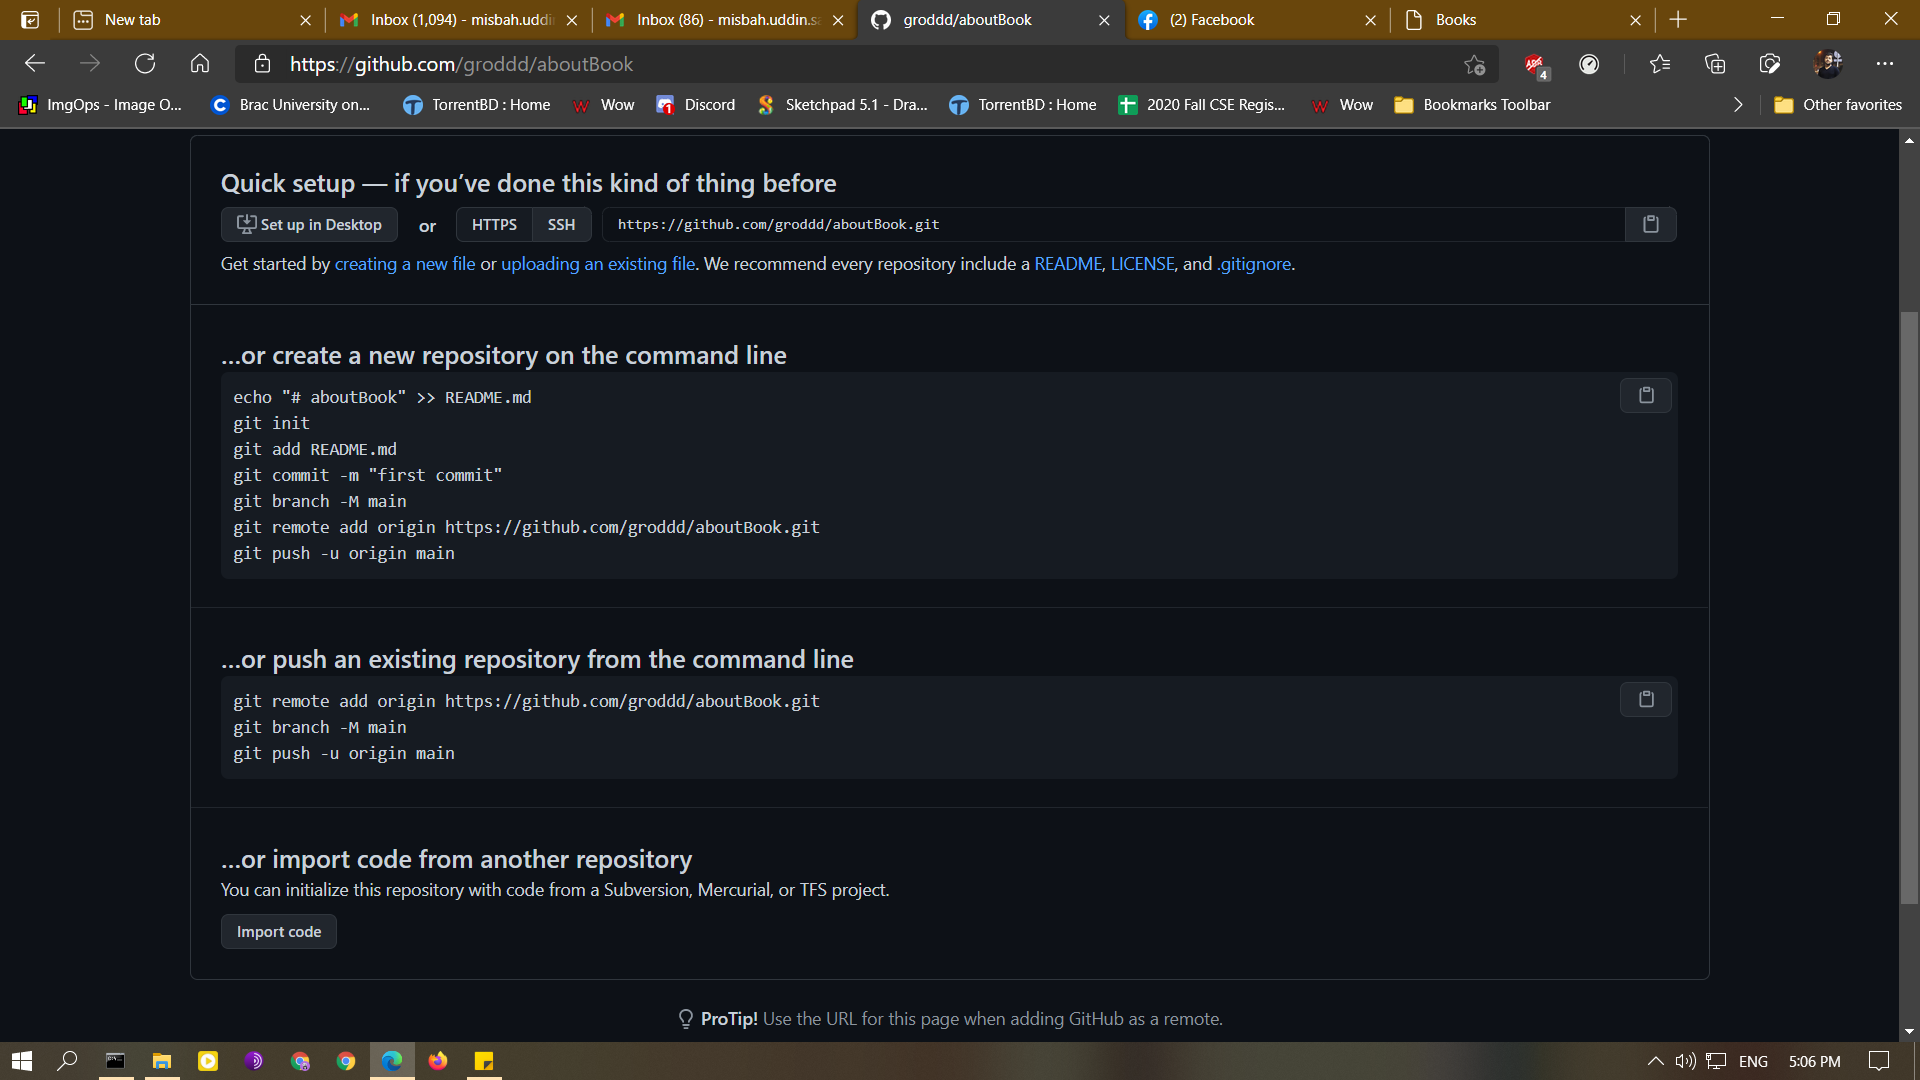 New tab
Inbox (1,094) - misbah.uddin
Inbox (86) - misbah.uddin.sa
groddd/aboutBook
(2) Facebook
Books
https://github.com/groddd/aboutBook
4
ImgOps - Image O...
Brac University on...
TorrentBD : Home
Wow
Discord
Sketchpad 5.1 - Dra...
TorrentBD : Home
2020 Fall CSE Regis...
Wow
Bookmarks Toolbar
Other favorites
Quick setup — if you’ve done this kind of thing before
Set up in Desktop or HTTPS SSH https://github.com/groddd/aboutBook.git
Get started by creating a new file or uploading an existing file. We recommend every repository include a README, LICENSE, and .gitignore.
…or create a new repository on the command line
echo "# aboutBook" >> README.md
git init
git add README.md
git commit -m "first commit"
git branch -M main
git remote add origin https://github.com/groddd/aboutBook.git
git push -u origin main
…or push an existing repository from the command line
git remote add origin https://github.com/groddd/aboutBook.git
git branch -M main
git push -u origin main
…or import code from another repository
You can initialize this repository with code from a Subversion, Mercurial, or TFS project.
Import code
ProTip! Use the URL for this page when adding GitHub as a remote.
ENG
5:06 PM